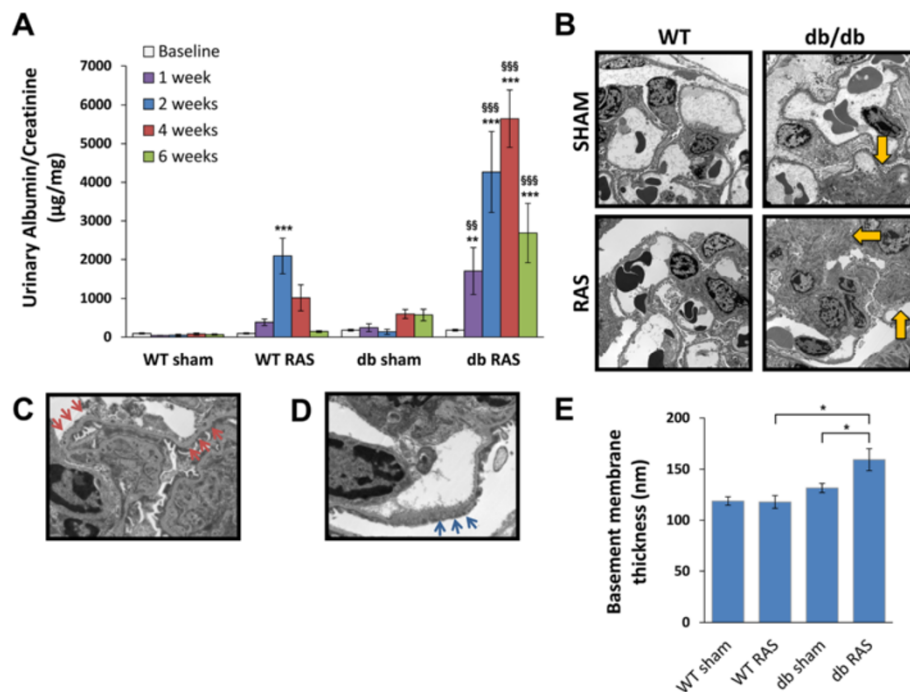 A
Baseline
1 week
2 weeks
4 weeks
6 weeks
Urinary Albumin/Creatinine
(µg/mg)
7000
6000
5000
4000
3000
2000
1000
0
***
§§
**
§§§
***
§§§
***
§§§
***
WT sham
WT RAS
db sham
db RAS
B
WT
db/db
SHAM
RAS
C
D
E
Basement membrane
thickness (nm)
200
150
100
50
0
*
*
WT sham
WT RAS
db sham
db RAS